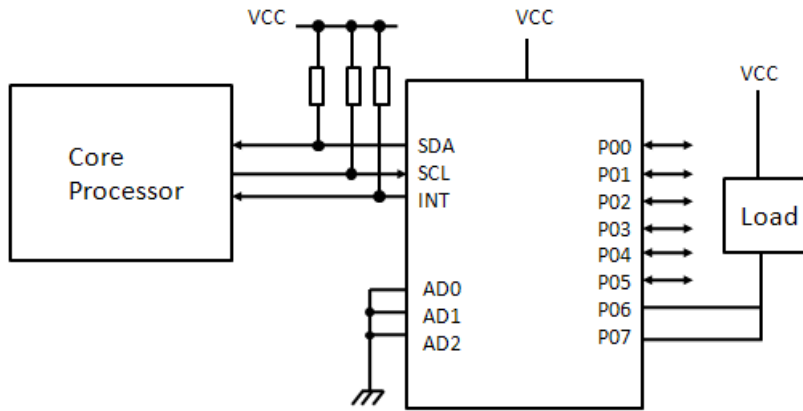 VCC
VCC
VCC
Core
Processor
SDA
SCL
INT
AD0
AD1
AD2
P00
P01
P02
P03
P04
P05
P06
P07
Load